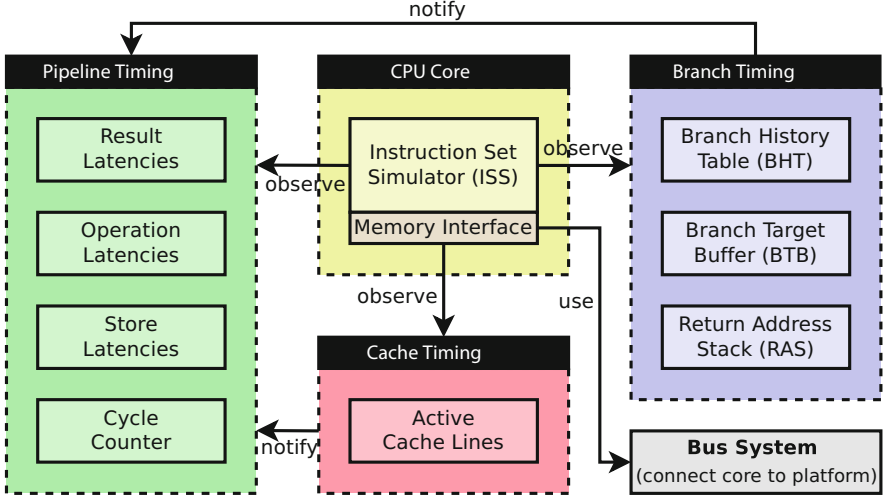 notify
Pipeline Timing
Result
Latencies
Operation
Latencies
Store
Latencies
Cycle
Counter
observe
CPU Core
Instruction Set
Simulator (ISS)
Memory Interface
observe
observe
use
Cache Timing
Active
Cache Lines
notify
Branch Timing
Branch History
Table (BHT)
Branch Target
Buffer (BTB)
Return Address
Stack (RAS)
Bus System
(connect core to platform)